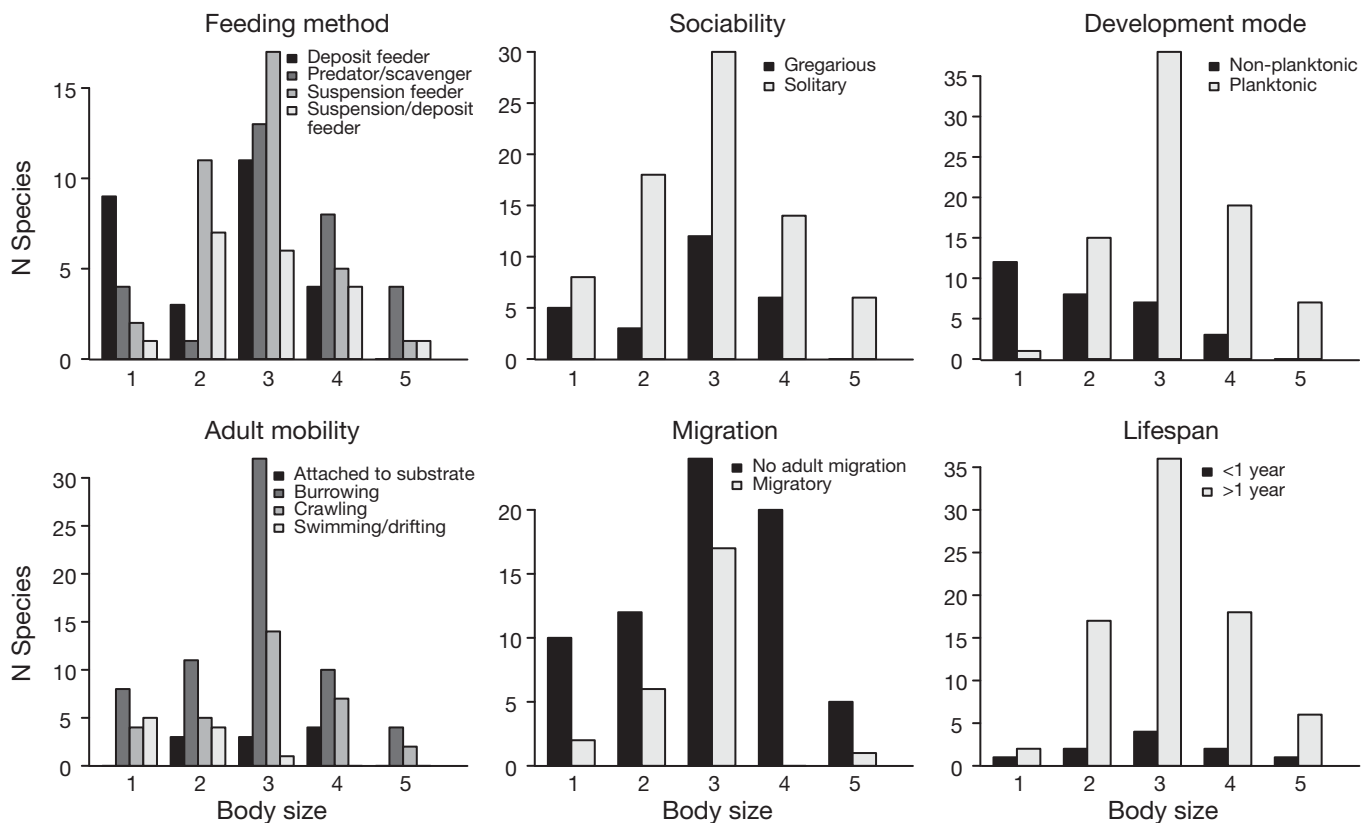 Feeding method
Deposit feeder
Predator/scavenger
Suspension feeder
Suspension/deposit
feeder
N Species
15
10
5
0
1 2 3 4 5
Sociability
Gregarious
Solitary
30
25
20
15
10
5
0
1 2 3 4 5
Development mode
Non-planktonic
Planktonic
35
30
25
20
15
10
5
0
1 2 3 4 5
Adult mobility
Attached to substrate
Burrowing
Crawling
Swimming/drifting
N Species
30
25
20
15
10
5
0
1 2 3 4 5
Body size
Migration
No adult migration
Migratory
20
15
10
5
0
1 2 3 4 5
Body size
Lifespan
<1 year
>1 year
35
30
25
20
15
10
5
0
1 2 3 4 5
Body size